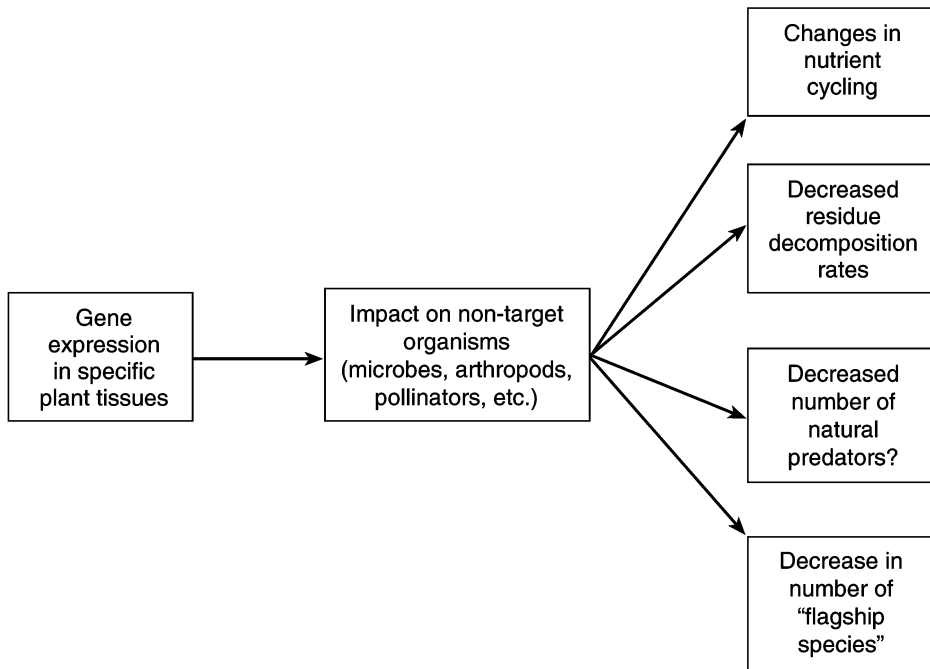 Changes in
nutrient
cycling
Decreased
residue
decomposition
rates
Gene
expression
in specific
plant tissues
Impact on non-target
organisms
(microbes, arthropods,
pollinators, etc.)
Decreased
number of
natural
predators?
Decrease in
number of
“flagship
species”